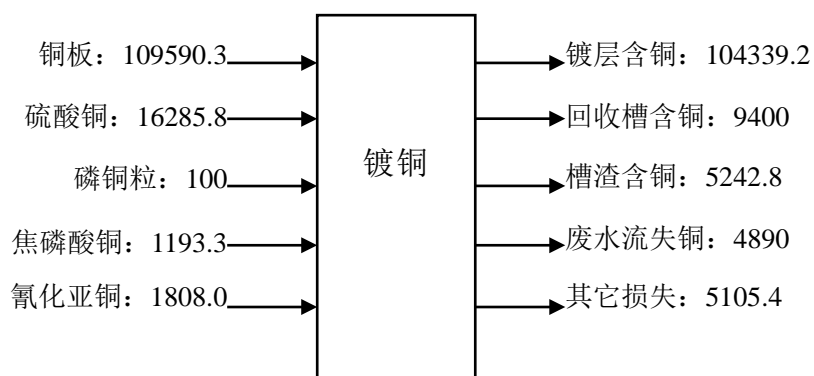 铜板：109590.3
硫酸铜：16285.8
磷铜粒：100
焦磷酸铜：1193.3
氰化亚铜：1808.0
镀铜
镀层含铜：104339.2
回收槽含铜：9400
槽渣含铜：5242.8
废水流失铜：4890
其它损失：5105.4